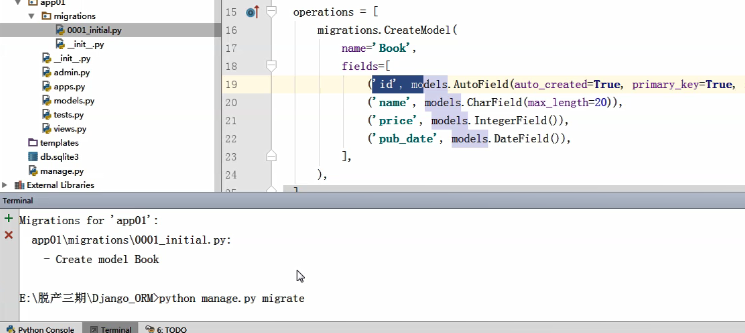 app01
migrations
0001_initial.py
__init__.py
__init__.py
admin.py
apps.py
models.py
tests.py
views.py
templates
db.sqlite3
manage.py
External Libraries
15 operations = [
16 migrations.CreateModel(
17 name='Book',
18 fields=[
19 ('id', models.AutoField(auto_created=True, primary_key=True,
20 ('name', models.CharField(max_length=20)),
21 ('price', models.IntegerField()),
22 ('pub_date', models.DateField()),
23 ],
24 ),
Terminal
Migrations for 'app01':
app01\migrations\0001_initial.py:
- Create model Book
E:\脱产三期\Django_ORM>python manage.py migrate
Python Console
Terminal
6: TODO